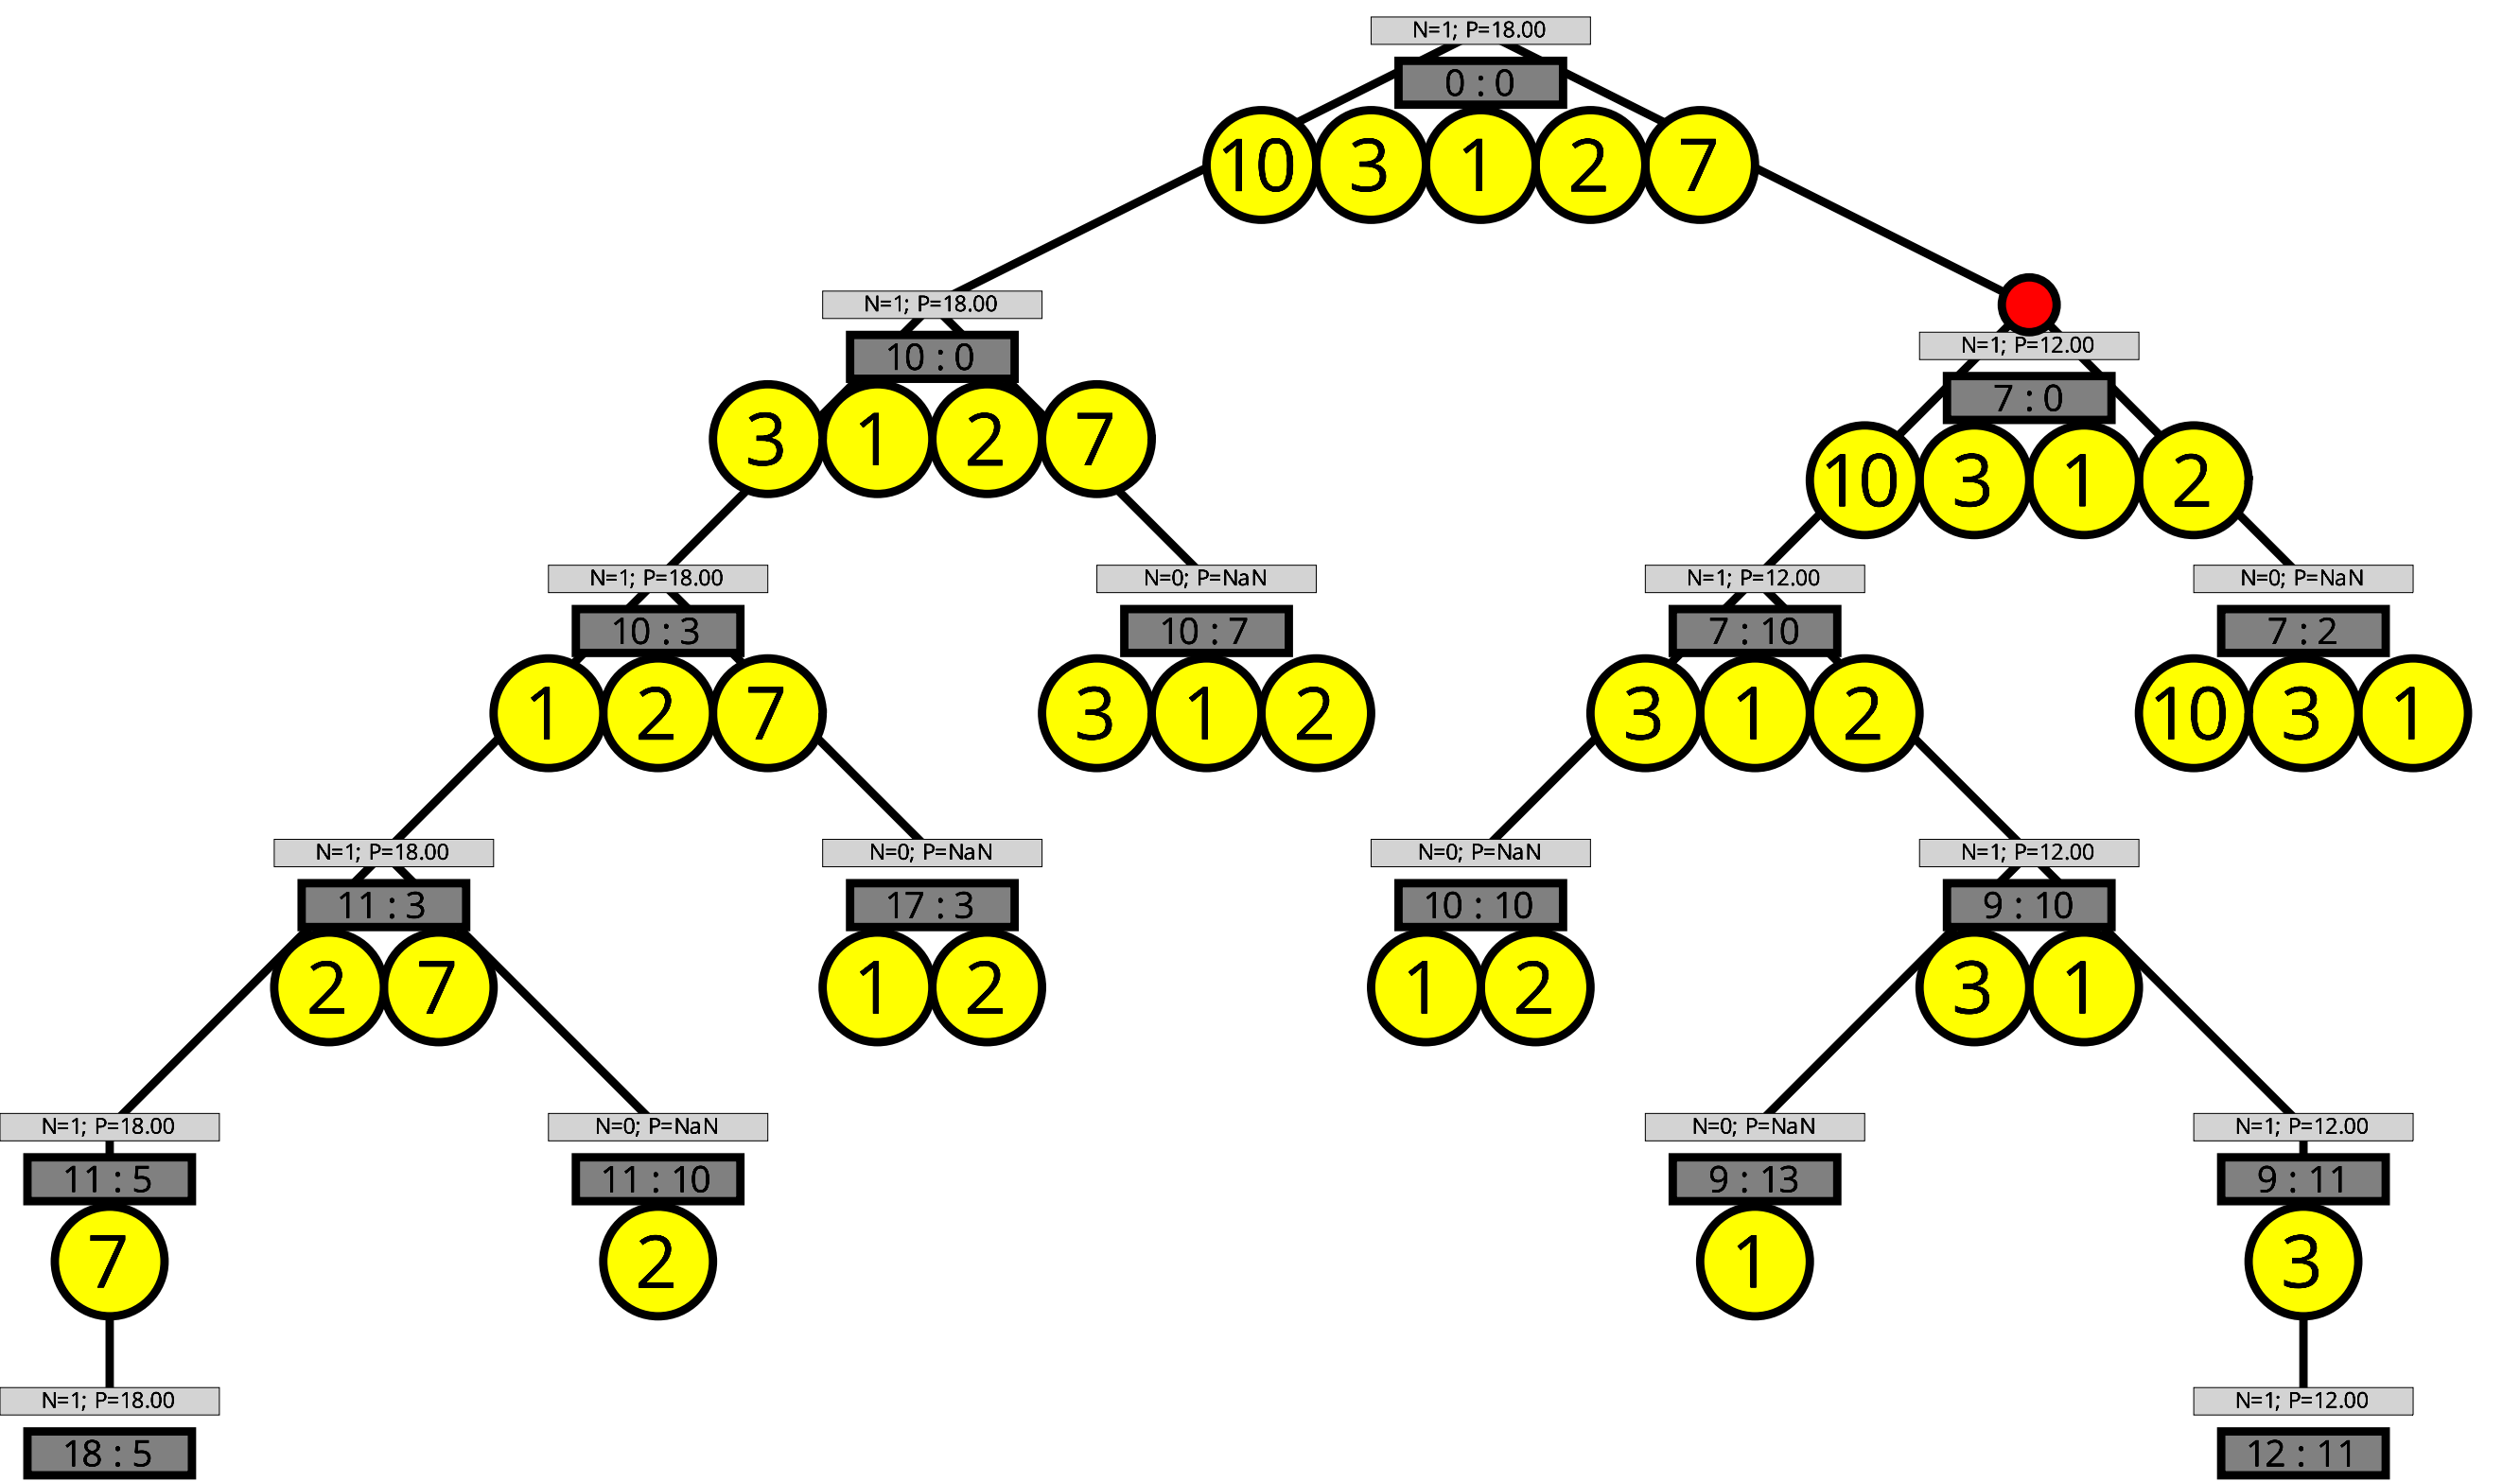 N=1; P=18.00
0 : 0
10 3 1 2 7
N=1; P=18.00
10 : 0
3 1 2 7
N=1; P=12.00
7 : 0
10 3 1 2
N=1; P=18.00
10 : 3
1 2 7
N=0; P=NaN
10 : 7
3 1 2
N=1; P=12.00
7 : 10
3 1 2
N=0; P=NaN
7 : 2
10 3 1
N=1; P=18.00
11 : 3
2 7
N=0; P=NaN
17 : 3
1 2
N=0; P=NaN
10 : 10
1 2
N=1; P=12.00
9 : 10
3 1
N=1; P=18.00
11 : 5
7
N=0; P=NaN
11 : 10
2
N=0; P=NaN
9 : 13
1
N=1; P=12.00
9 : 11
3
N=1; P=18.00
18 : 5
N=1; P=12.00
12 : 11